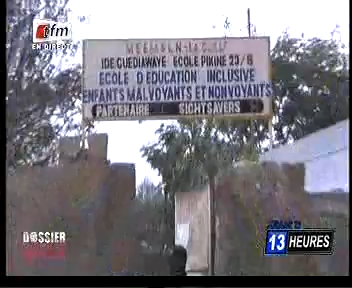 tfm
EN DIRECT
IDE GUEDIAWAYE ECOLE PIKINE 23/B
ECOLE D'EDUCATION INCLUSIVE
ENFANTS MALVOYANTS ET NONVOYANTS
PARTENAIRE SIGHTSAVERS
DOSSIER
13 HEURES